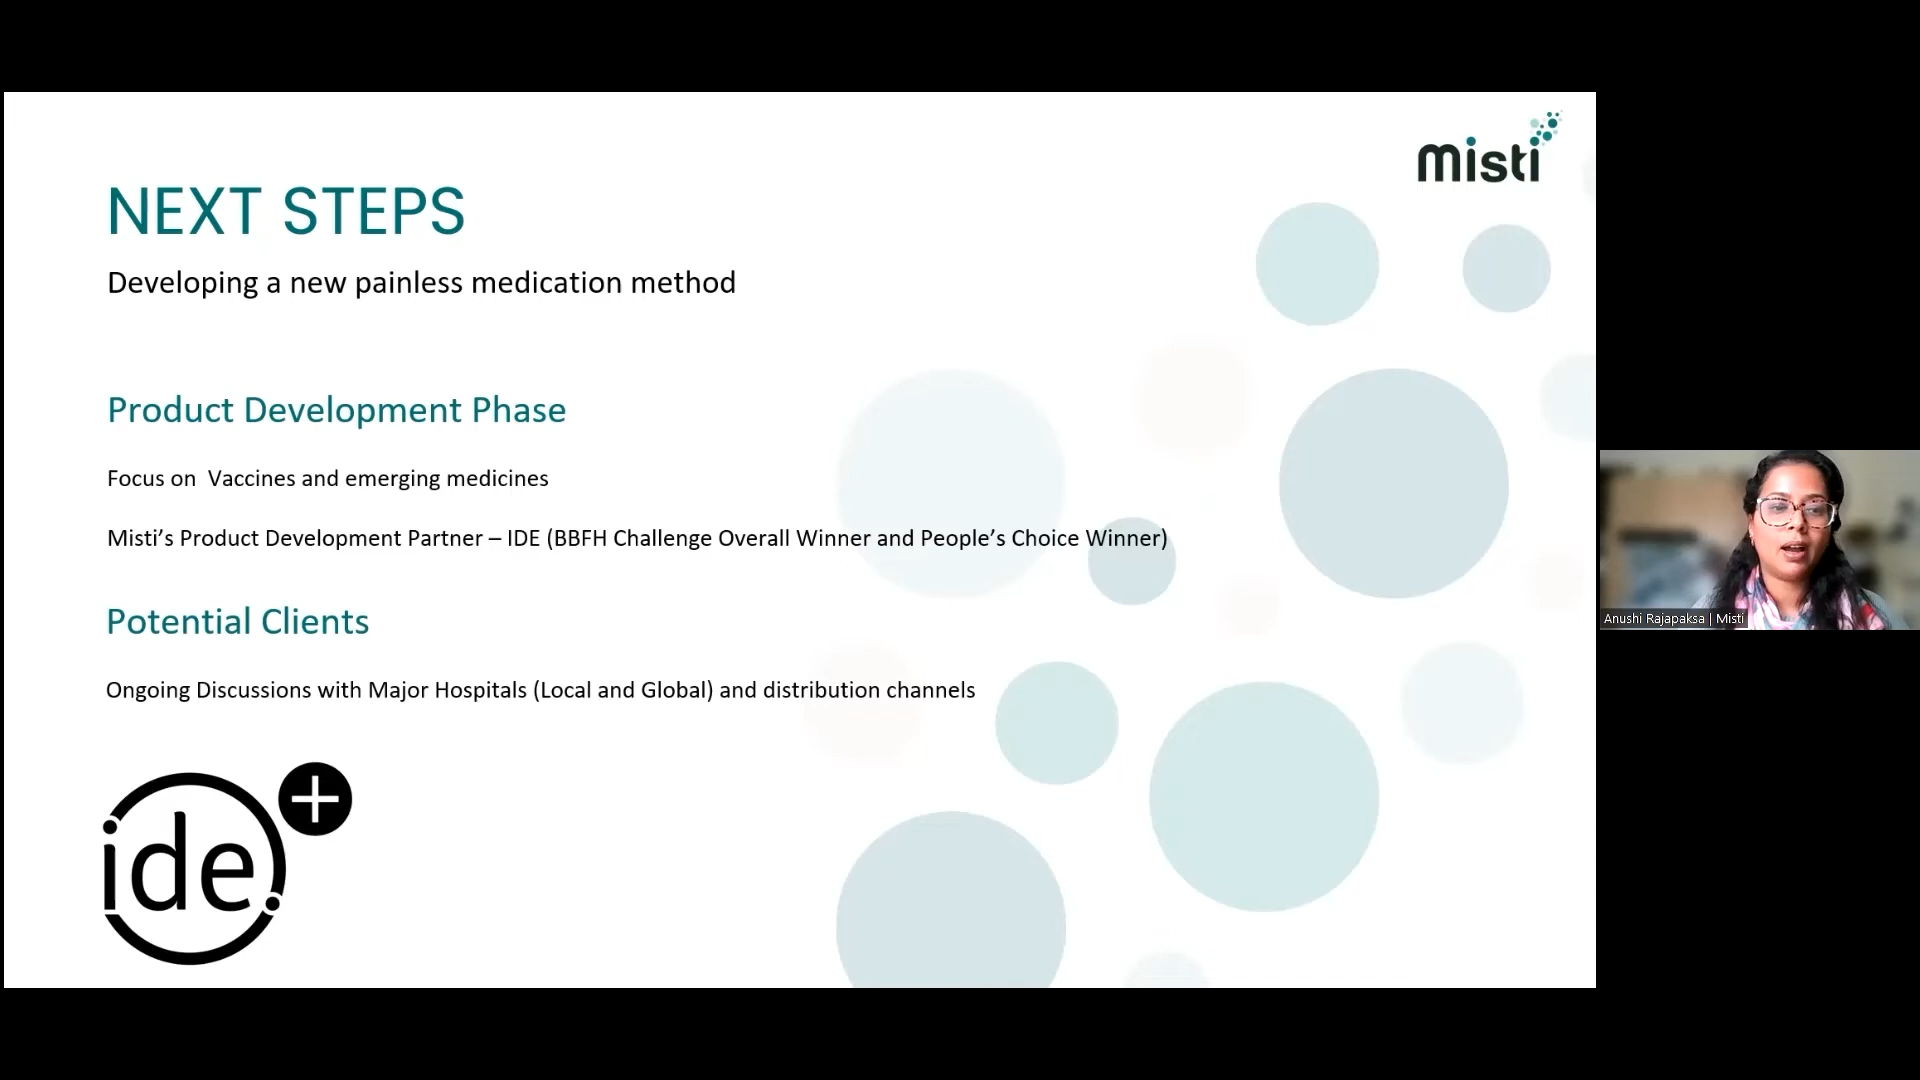 misti
NEXT STEPS
Developing a new painless medication method
Product Development Phase
Focus on  Vaccines and emerging medicines
Misti’s Product Development Partner – IDE (BBFH Challenge Overall Winner and People’s Choice Winner)
Potential Clients
Ongoing Discussions with Major Hospitals (Local and Global) and distribution channels
ide.
Anushi Rajapaksa | Misti